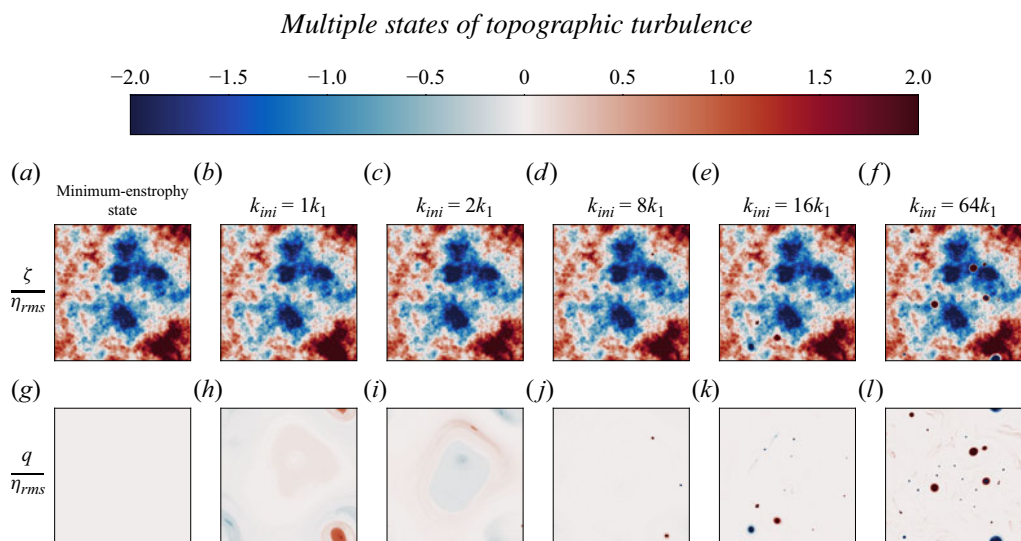 Multiple states of topographic turbulence
−2.0 −1.5 −1.0 −0.5 0 0.5 1.0 1.5 2.0
(a) (b) (c) (d) (e) (f)
Minimum-enstrophy
state
k_ini = 1k_1 k_ini = 2k_1 k_ini = 8k_1 k_ini = 16k_1 k_ini = 64k_1
ζ
η_rms
(g) (h) (i) (j) (k) (l)
q
η_rms